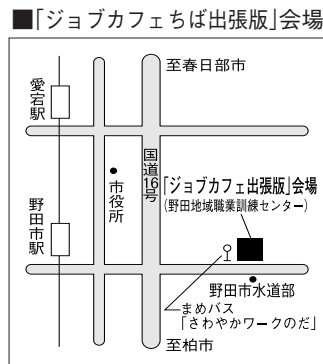 ■「ジョブカフェちば出張版」会場
至春日部市
愛宕駅
国道16号
市役所
「ジョブカフェ出張版」会場
(野田地域職業訓練センター)
野田市駅
野田市水道部
まめバス
「さわやかワークのだ」
至柏市